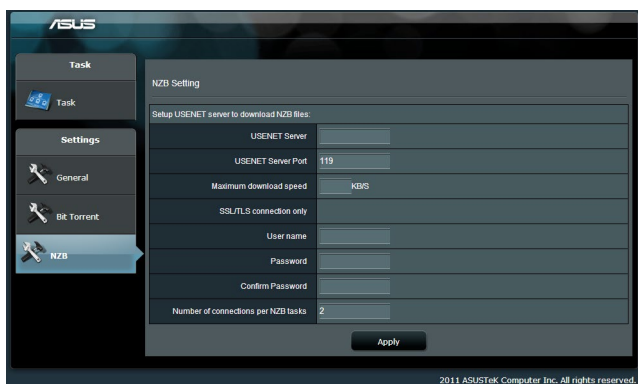 ASUS
Task
Task
Settings
General
Bit Torrent
NZB
NZB Setting
Setup USENET server to download NZB files:
USENET Server
USENET Server Port 119
Maximum download speed KB/S
SSL/TLS connection only
User name
Password
Confirm Password
Number of connections per NZB tasks 2
Apply
2011 ASUSTeK Computer Inc. All rights reserved.